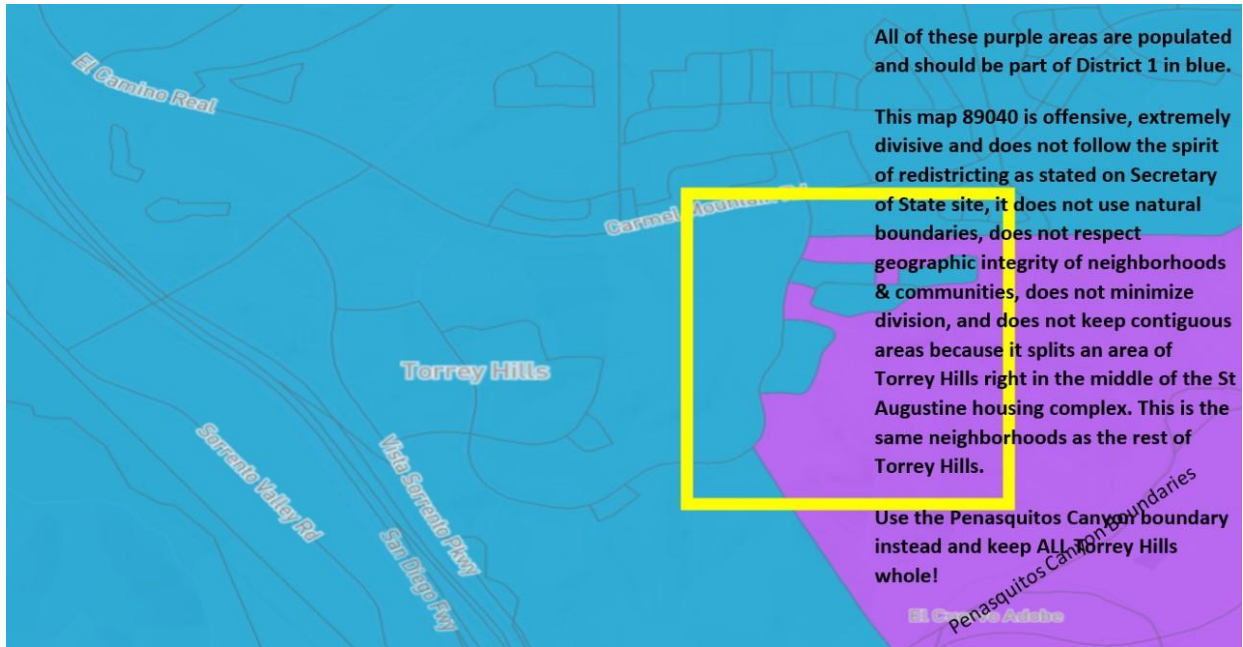 All of these purple areas are populated
and should be part of District 1 in blue.
This map 89040 is offensive, extremely
divisive and does not follow the spirit
of redistricting as stated on Secretary
of State site, it does not use natural
boundaries, does not respect
geographic integrity of neighborhoods
& communities, does not minimize
division, and does not keep contiguous
areas because it splits an area of
Torrey Hills right in the middle of the St
Augustine housing complex. This is the
same neighborhoods as the rest of
Torrey Hills.
Use the Penasquitos Canyon boundary
instead and keep ALL Torrey Hills
whole!
El Camino Real
Carmel Mountain Rd
Torrey Hills
Sorrento Valley Rd
Vista Sorrento Pkwy
San Diego Fwy
Penasquitos Canyon Boundaries
El Cuervo Adobe